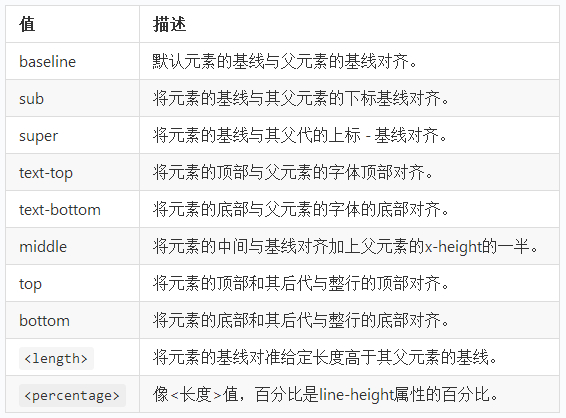 值 描述
baseline 默认元素的基线与父元素的基线对齐。
sub 将元素的基线与其父元素的下标基线对齐。
super 将元素的基线与其父代的上标 - 基线对齐。
text-top 将元素的顶部与父元素的字体顶部对齐。
text-bottom 将元素的底部与父元素的字体的底部对齐。
middle 将元素的中间与基线对齐加上父元素的x-height的一半。
top 将元素的顶部和其后代与整行的顶部对齐。
bottom 将元素的底部和其后代与整行的底部对齐。
<length> 将元素的基线对准给定长度高于其父元素的基线。
<percentage> 像<长度>值，百分比是line-height属性的百分比。